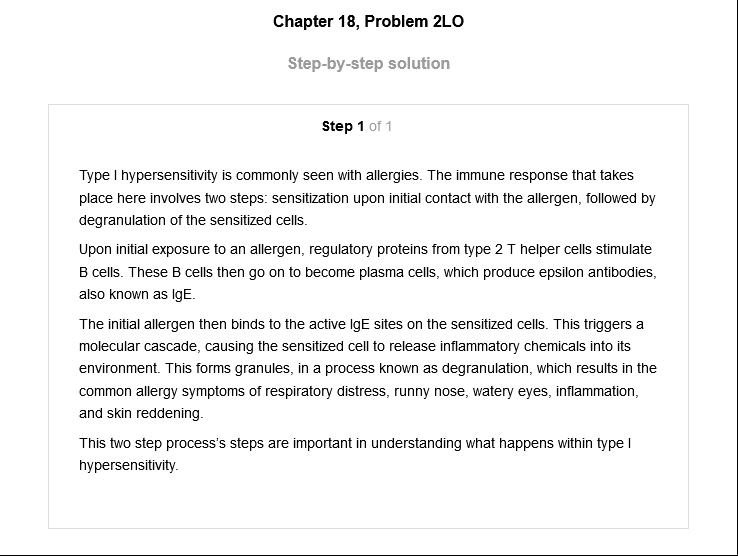 Chapter 18, Problem 2LO
Step-by-step solution
Step 1 of 1
Type I hypersensitivity is commonly seen with allergies. The immune response that takes
place here involves two steps: sensitization upon initial contact with the allergen, followed by
degranulation of the sensitized cells.
Upon initial exposure to an allergen, regulatory proteins from type 2 T helper cells stimulate
B cells. These B cells then go on to become plasma cells, which produce epsilon antibodies,
also known as IgE.
The initial allergen then binds to the active IgE sites on the sensitized cells. This triggers a
molecular cascade, causing the sensitized cell to release inflammatory chemicals into its
environment. This forms granules, in a process known as degranulation, which results in the
common allergy symptoms of respiratory distress, runny nose, watery eyes, inflammation,
and skin reddening.
This two step process's steps are important in understanding what happens within type I
hypersensitivity.